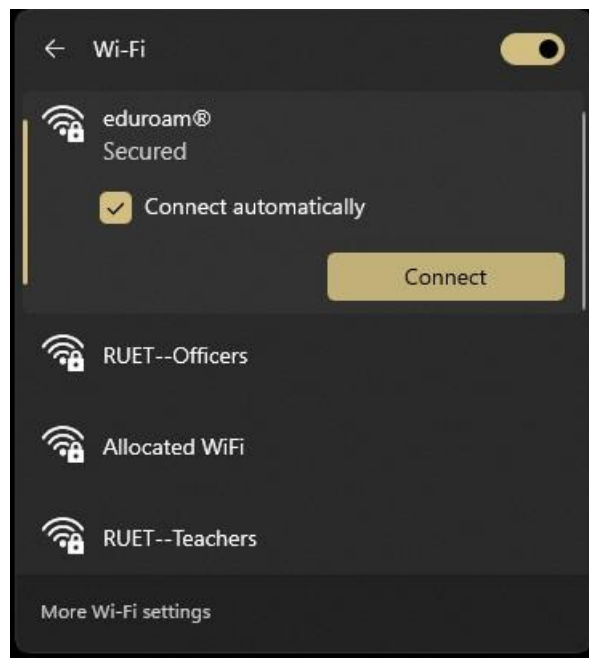 Wi-Fi
eduroam®
Secured
Connect automatically
Connect
RUET--Officers
Allocated WiFi
RUET--Teachers
More Wi-Fi settings